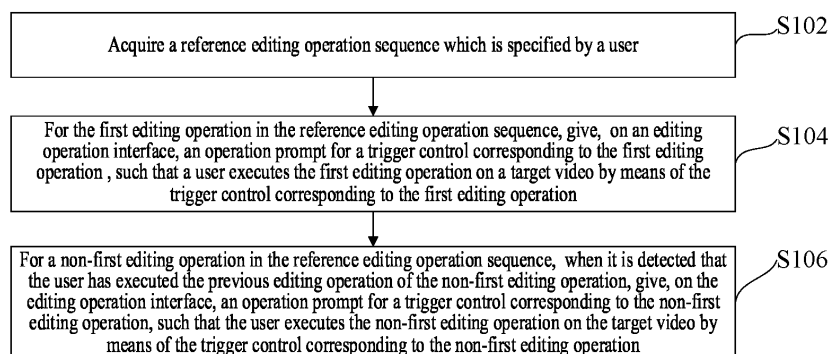 Acquire a reference editing operation sequence which is specified by a user
S102
For the first editing operation in the reference editing operation sequence, give, on an editing
operation interface, an operation prompt for a trigger control corresponding to the first editing
operation , such that a user executes the first editing operation on a target video by means of the
trigger control corresponding to the first editing operation
S104
For a non-first editing operation in the reference editing operation sequence, when it is detected that
the user has executed the previous editing operation of the non-first editing operation, give, on the
editing operation interface, an operation prompt for a trigger control corresponding to the non-first
editing operation, such that the user executes the non-first editing operation on the target video by
means of the trigger control corresponding to the non-first editing operation
S106